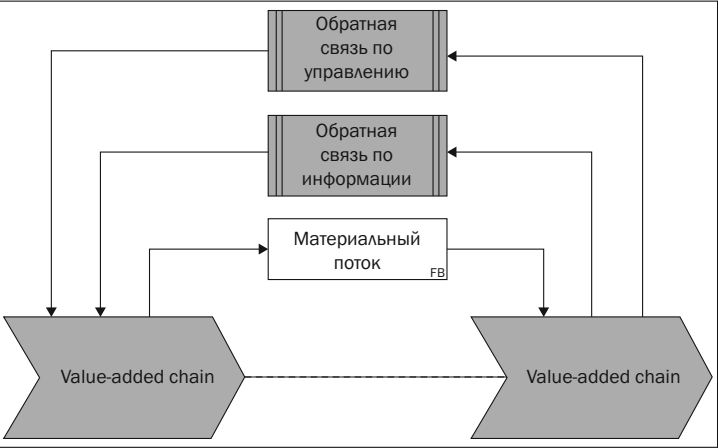 Обратная
связь по
управлению
Обратная
связь по
информации
Материальный
поток
FB
Value-added chain
Value-added chain